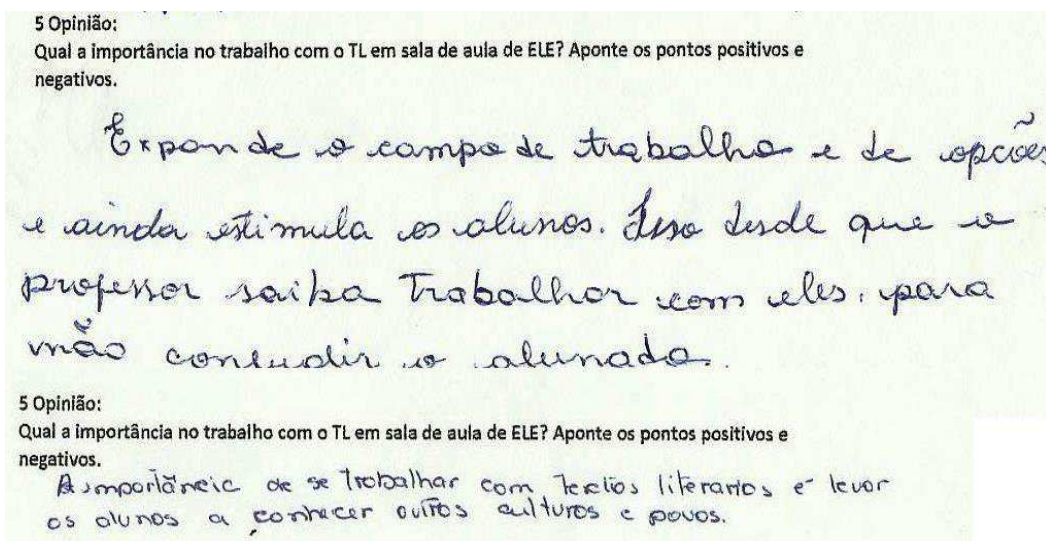 5 Opinião:
Qual a importância no trabalho com o TL em sala de aula de ELE? Aponte os pontos positivos e
negativos.
Expande o campo de trabalho e de opções
e ainda estimula os alunos. Isso desde que o
professor saiba trabalhar com eles, para
não confundir o alunado.
5 Opinião:
Qual a importância no trabalho com o TL em sala de aula de ELE? Aponte os pontos positivos e
negativos.
A importância de se trabalhar com textos literarios é levar
os alunos a conhecer outros culturos e povos.